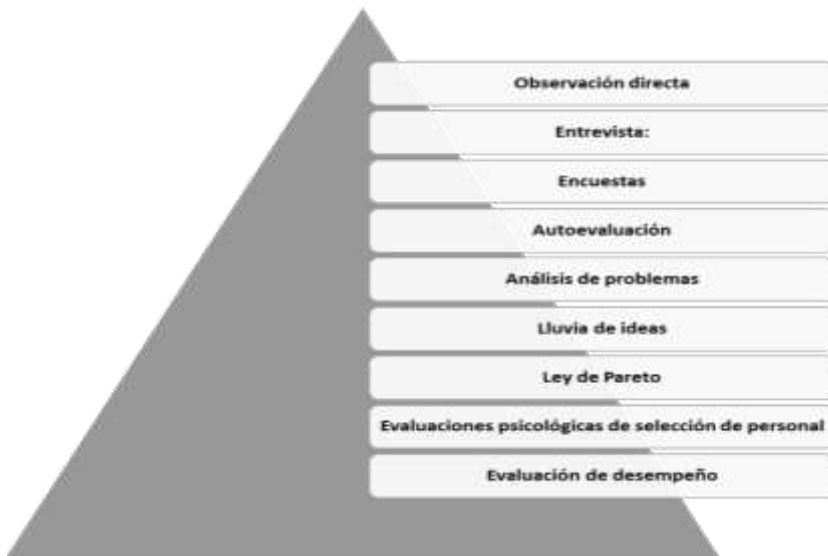 Observación directa
Entrevista:
Encuestas
Autoevaluación
Análisis de problemas
Lluvia de ideas
Ley de Pareto
Evaluaciones psicológicas de selección de personal
Evaluación de desempeño